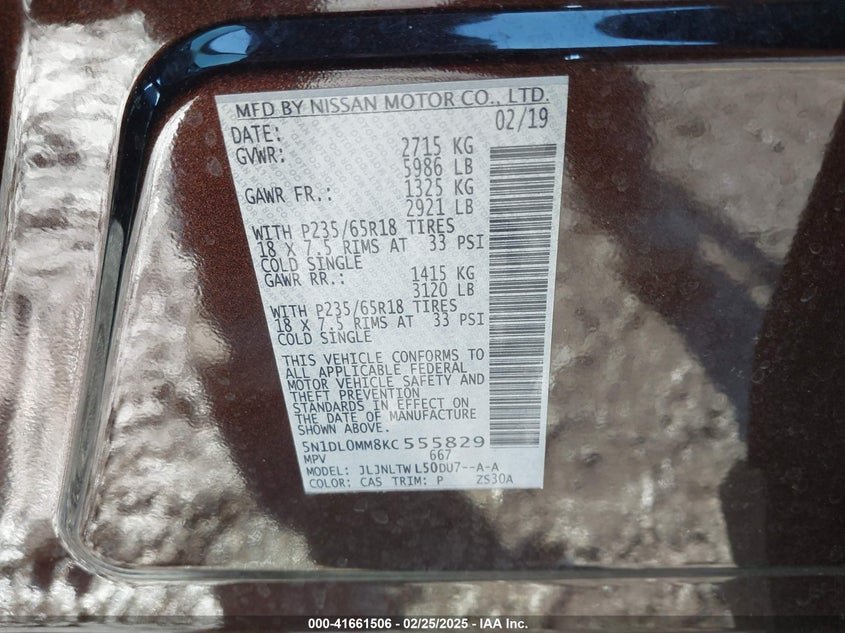 MFD BY NISSAN MOTOR CO., LTD.
DATE: 02/19
GVWR: 2715 KG
5986 LB
GAWR FR.: 1325 KG
2921 LB
WITH P235/65R18 TIRES
18 X 7.5 RIMS AT 33 PSI
COLD SINGLE
GAWR RR.: 1415 KG
3120 LB
WITH P235/65R18 TIRES
18 X 7.5 RIMS AT 33 PSI
COLD SINGLE
THIS VEHICLE CONFORMS TO
ALL APPLICABLE FEDERAL
MOTOR VEHICLE SAFETY AND
THEFT PREVENTION
STANDARDS IN EFFECT ON
THE DATE OF MANUFACTURE
SHOWN ABOVE.
5N1DL0MM8KC555829
MPV 667
MODEL: JLJNLTWL50DU7--A-A
COLOR: CAS TRIM: P ZS30A
000-41661506 - 02/25/2025 - IAA Inc.